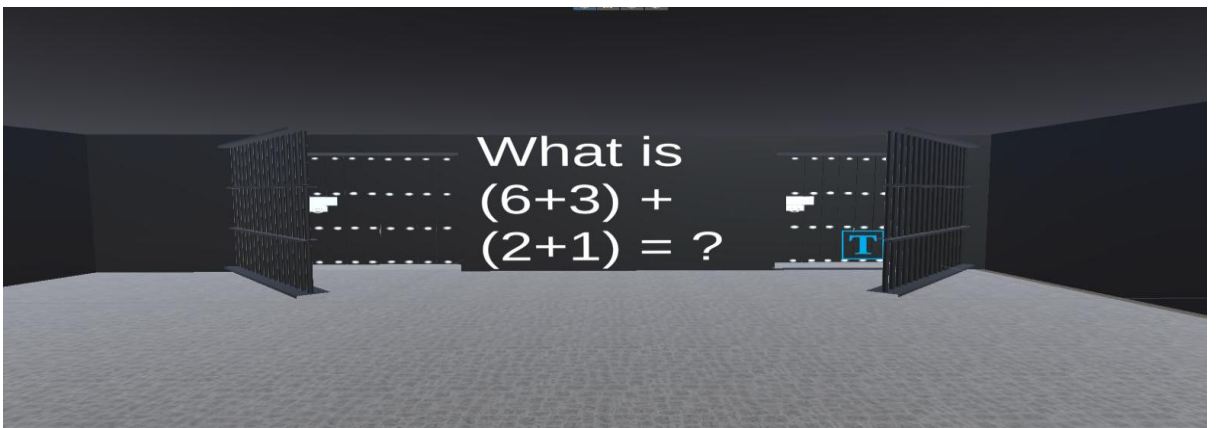 What is
(6+3) +
(2+1) = ?
T